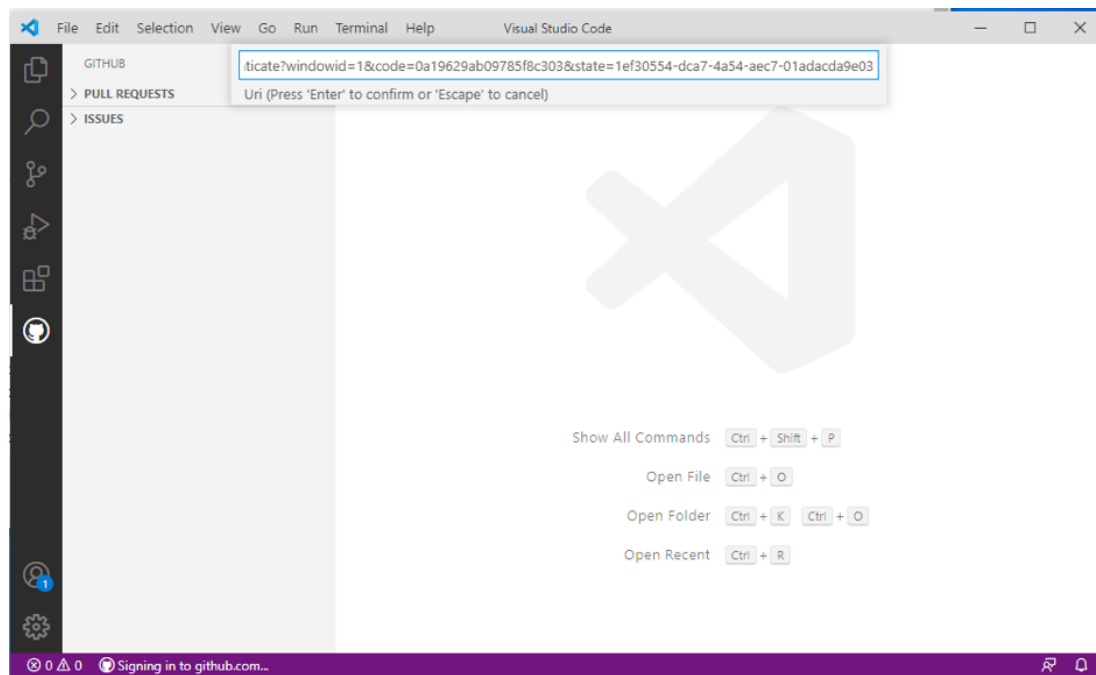 File Edit Selection View Go Run Terminal Help Visual Studio Code
GITHUB
ticate?windowid=1&code=0a19629ab09785f8c303&state=1ef30554-dca7-4a54-aec7-01adacda9e03
Uri (Press 'Enter' to confirm or 'Escape' to cancel)
> PULL REQUESTS
> ISSUES
Show All Commands Ctrl + Shift + P
Open File Ctrl + O
Open Folder Ctrl + K Ctrl + O
Open Recent Ctrl + R
1
0 0 Signing in to github.com...